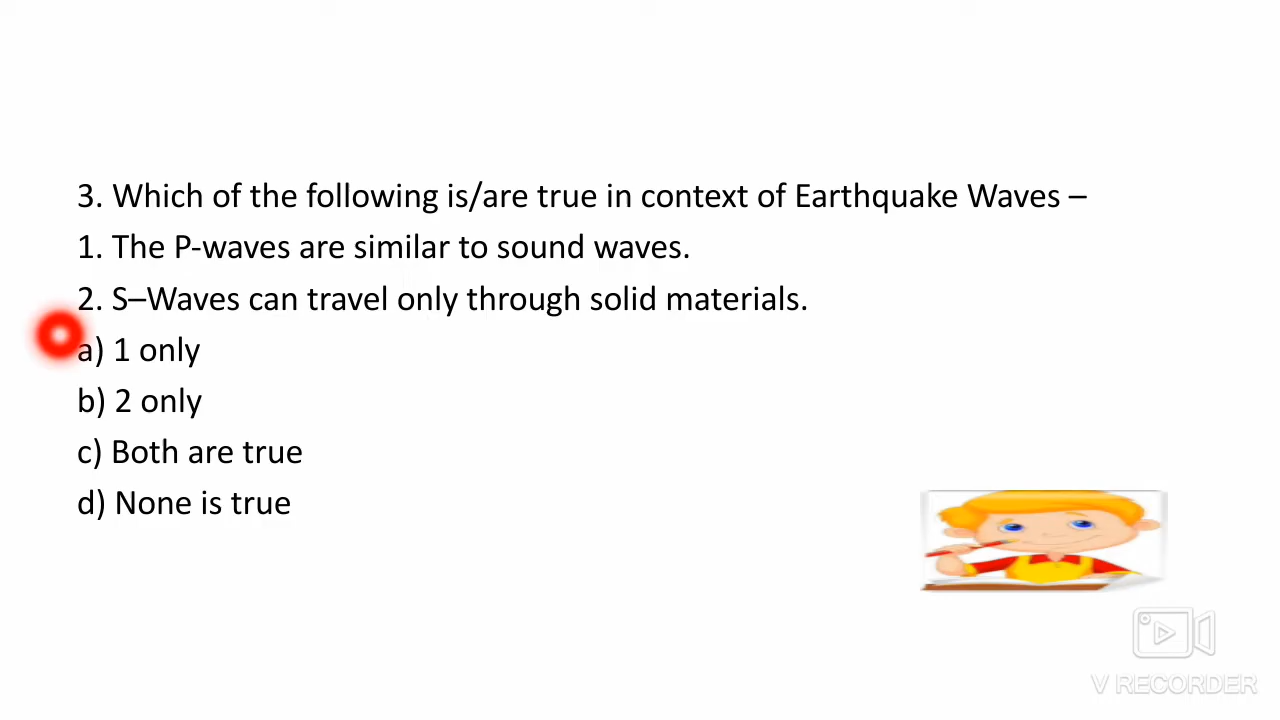 3. Which of the following is/are true in context of Earthquake Waves –
1. The P-waves are similar to sound waves.
2. S–Waves can travel only through solid materials.
a) 1 only
b) 2 only
c) Both are true
d) None is true
V RECORDER